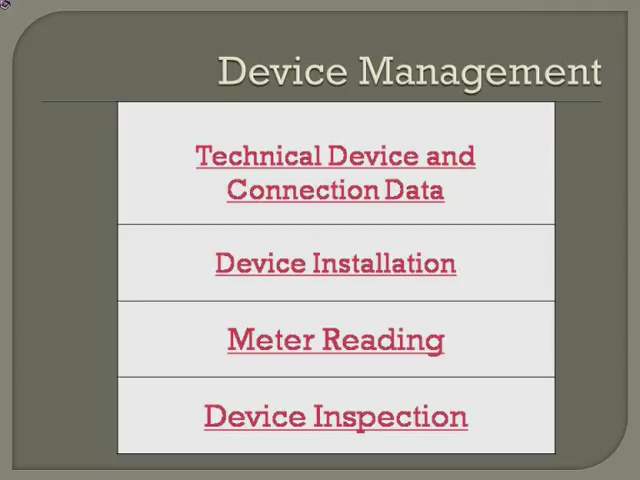 Device Management
Technical Device and
Connection Data
Device Installation
Meter Reading
Device Inspection